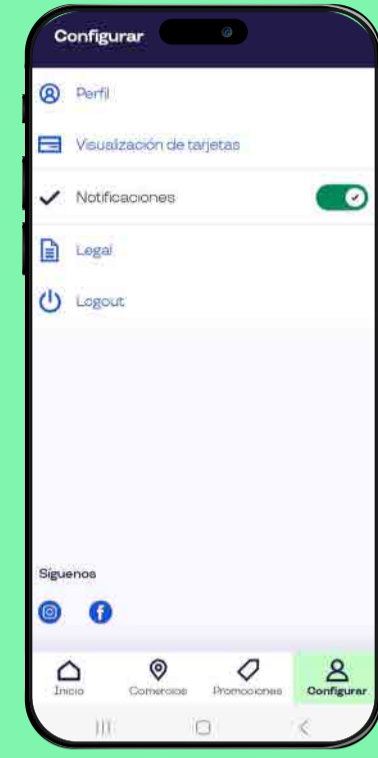 Configurar
Perfil
Visualización de tarjetas
Notificaciones
Legal
Logout
Síguenos
Inicio
Comercios
Promociones
Configurar